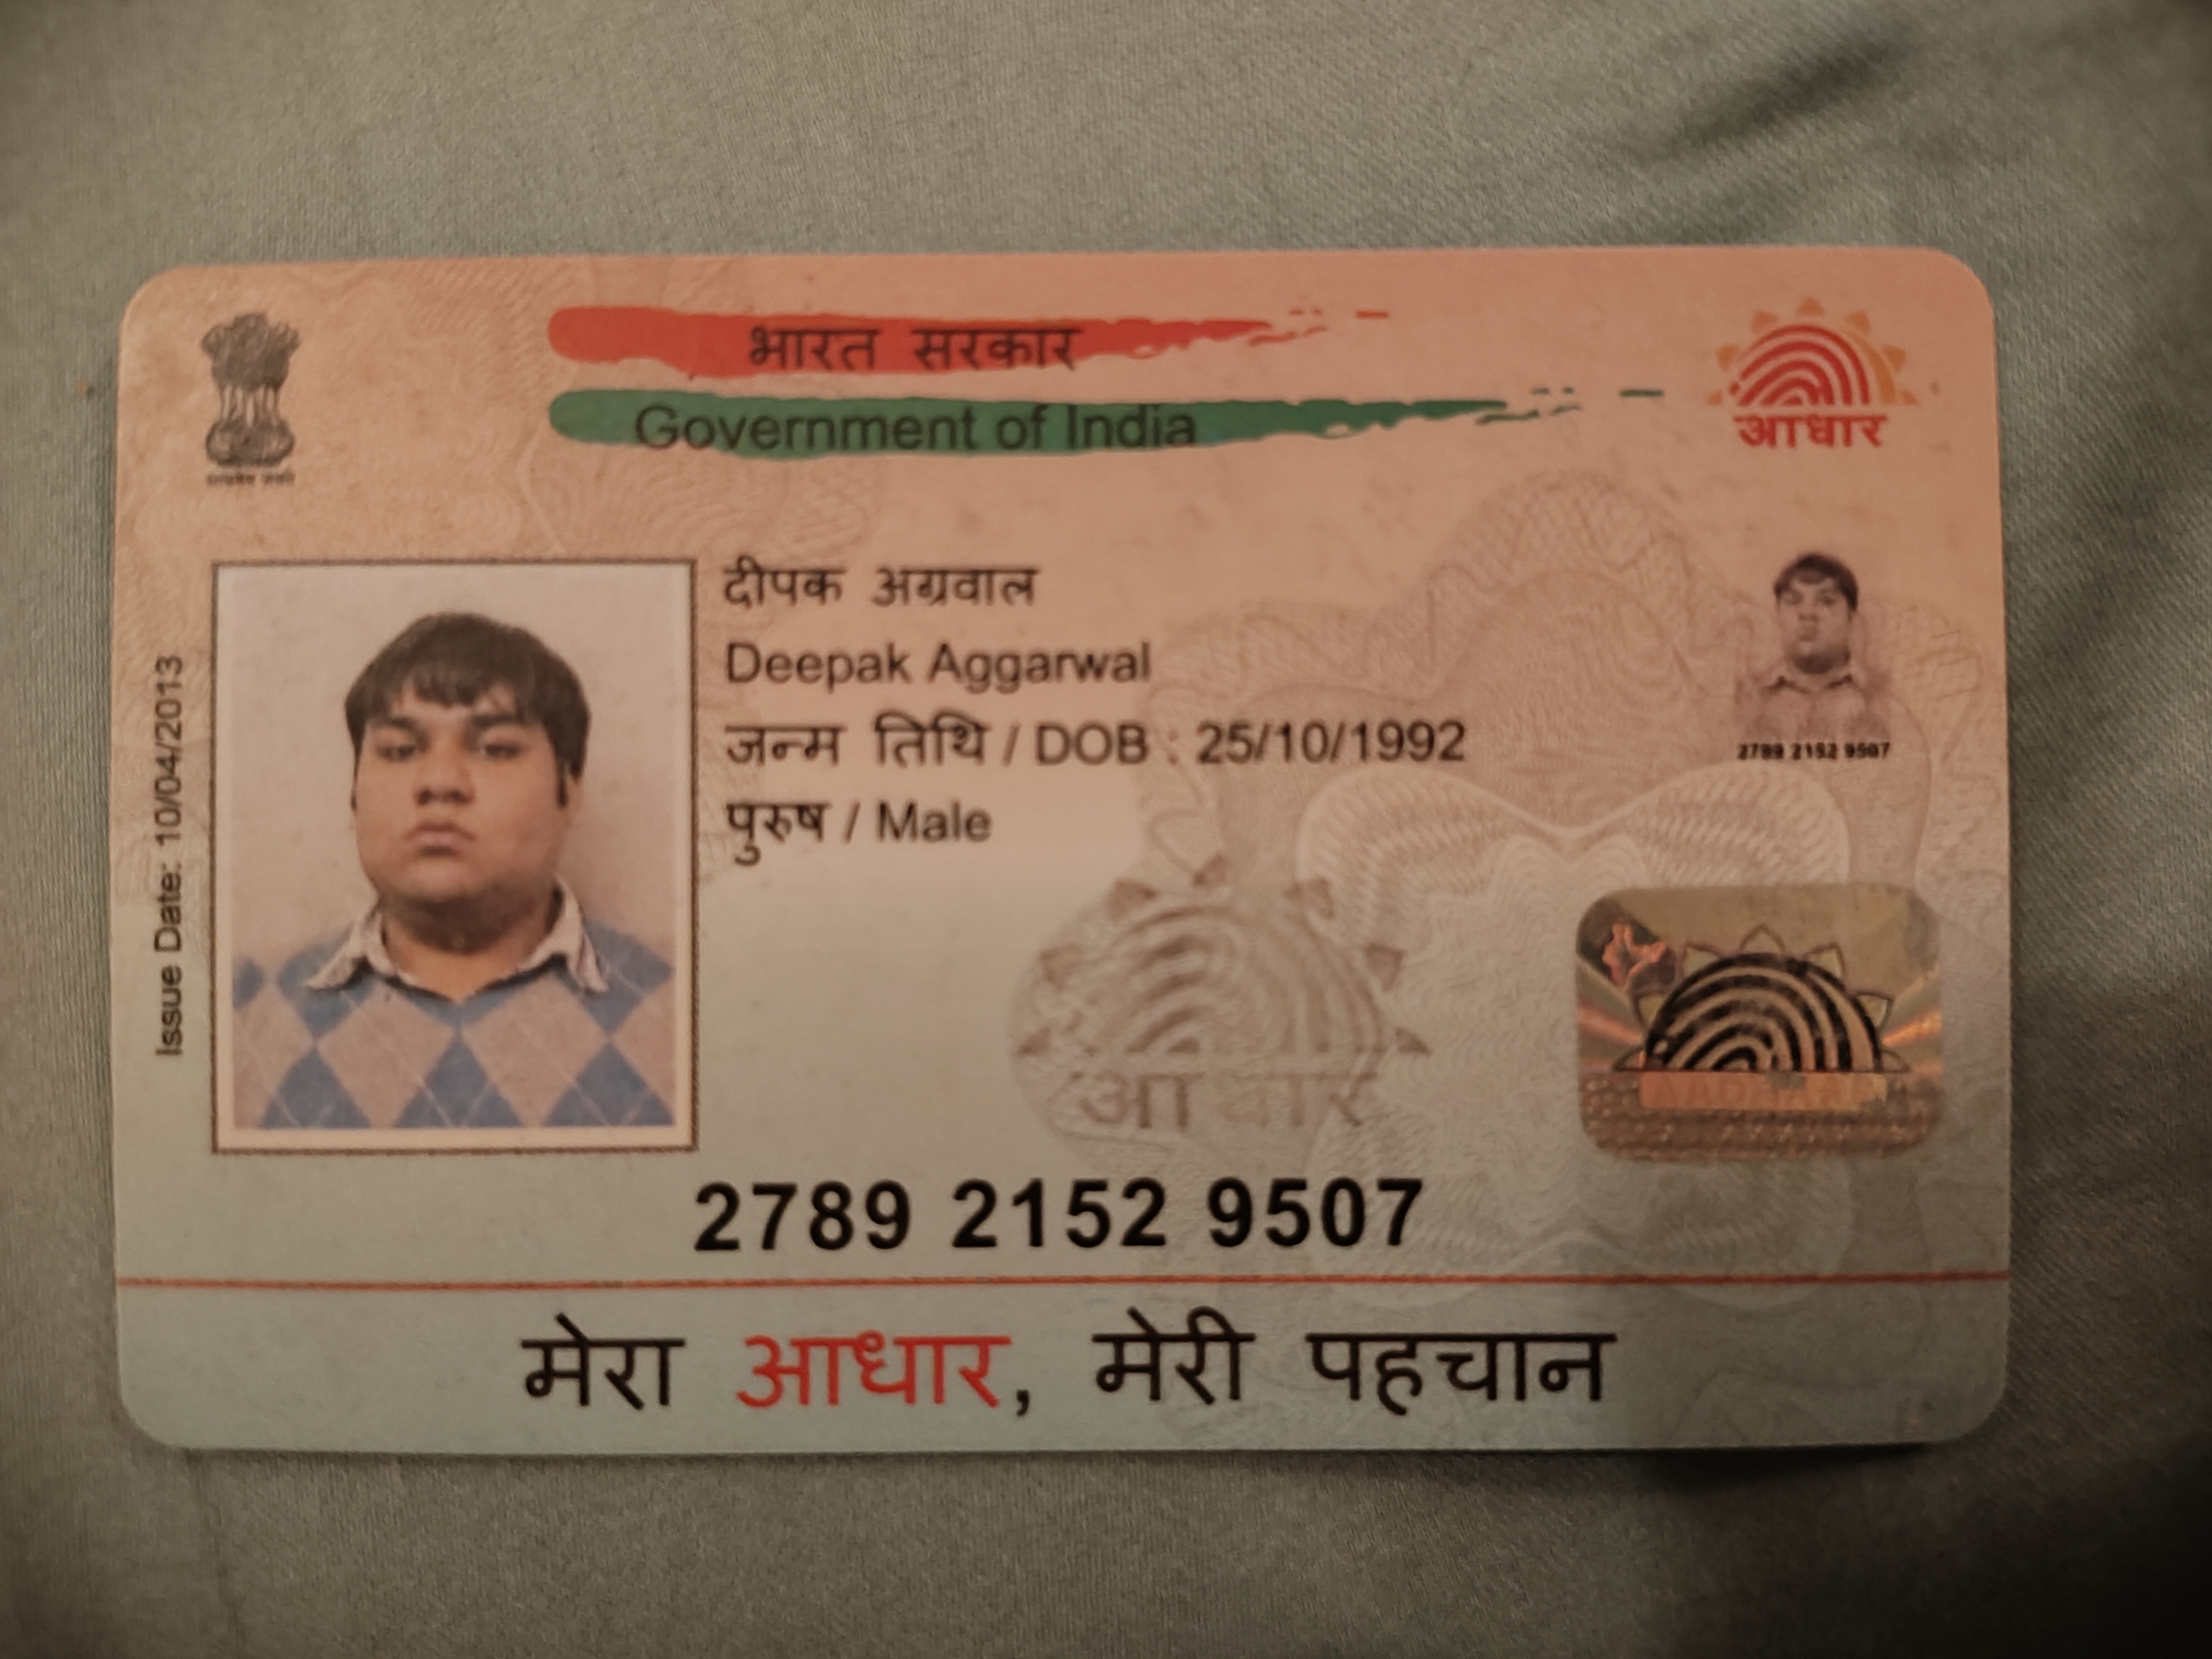 भारत सरकार
Government of India
आधार
दीपक अग्रवाल
Deepak Aggarwal
जन्म तिथि / DOB : 25/10/1992
पुरुष / Male
Issue Date: 10/04/2013
2789 2152 9507
आधार
2789 2152 9507
मेरा आधार, मेरी पहचान